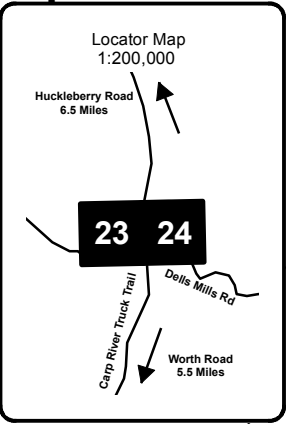 Locator Map
1:200,000
Huckleberry Road
6.5 Miles
23 24
Dells Mills Rd
Carp River Truck Trail
Worth Road
5.5 Miles